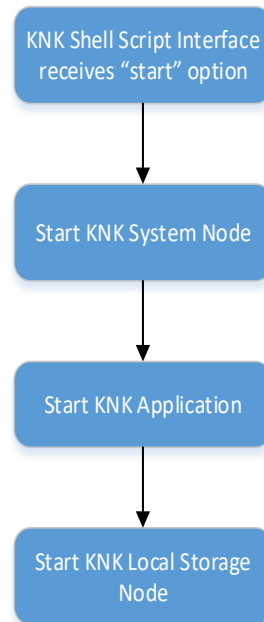 KNK Shell Script Interface
receives “start” option
Start KNK System Node
Start KNK Application
Start KNK Local Storage
Node